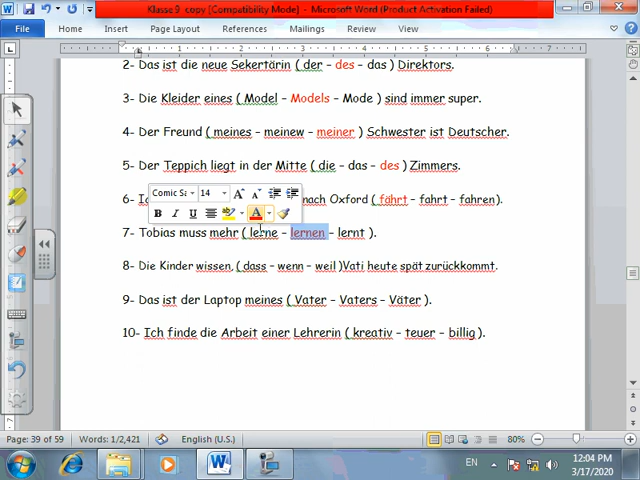 Klasse 9_copy [Compatibility Mode] - Microsoft Word (Product Activation Failed)
File Home Insert Page Layout References Mailings Review View
2- Das ist die neue Sekertärin ( der – des – das ) Direktors.
3- Die Kleider eines ( Model – Models – Mode ) sind immer super.
4- Der Freund ( meines – meinew – meiner ) Schwester ist Deutscher.
5- Der Teppich liegt in der Mitte ( die – das – des ) Zimmers.
Comic Sa 14
6- nach Oxford ( fährt – fahrt – fahren).
B I U A
7- Tobias muss mehr ( lerne – lernen – lernt ).
8- Die Kinder wissen, ( dass – wenn – weil )Vati heute spät zurückkommt.
9- Das ist der Laptop meines ( Vater – Vaters – Väter ).
10- Ich finde die Arbeit einer Lehrerin ( kreativ – teuer – billig ).
Page: 39 of 59 Words: 1/2,421 English (U.S.) 80%
EN 12:04 PM
3/17/2020